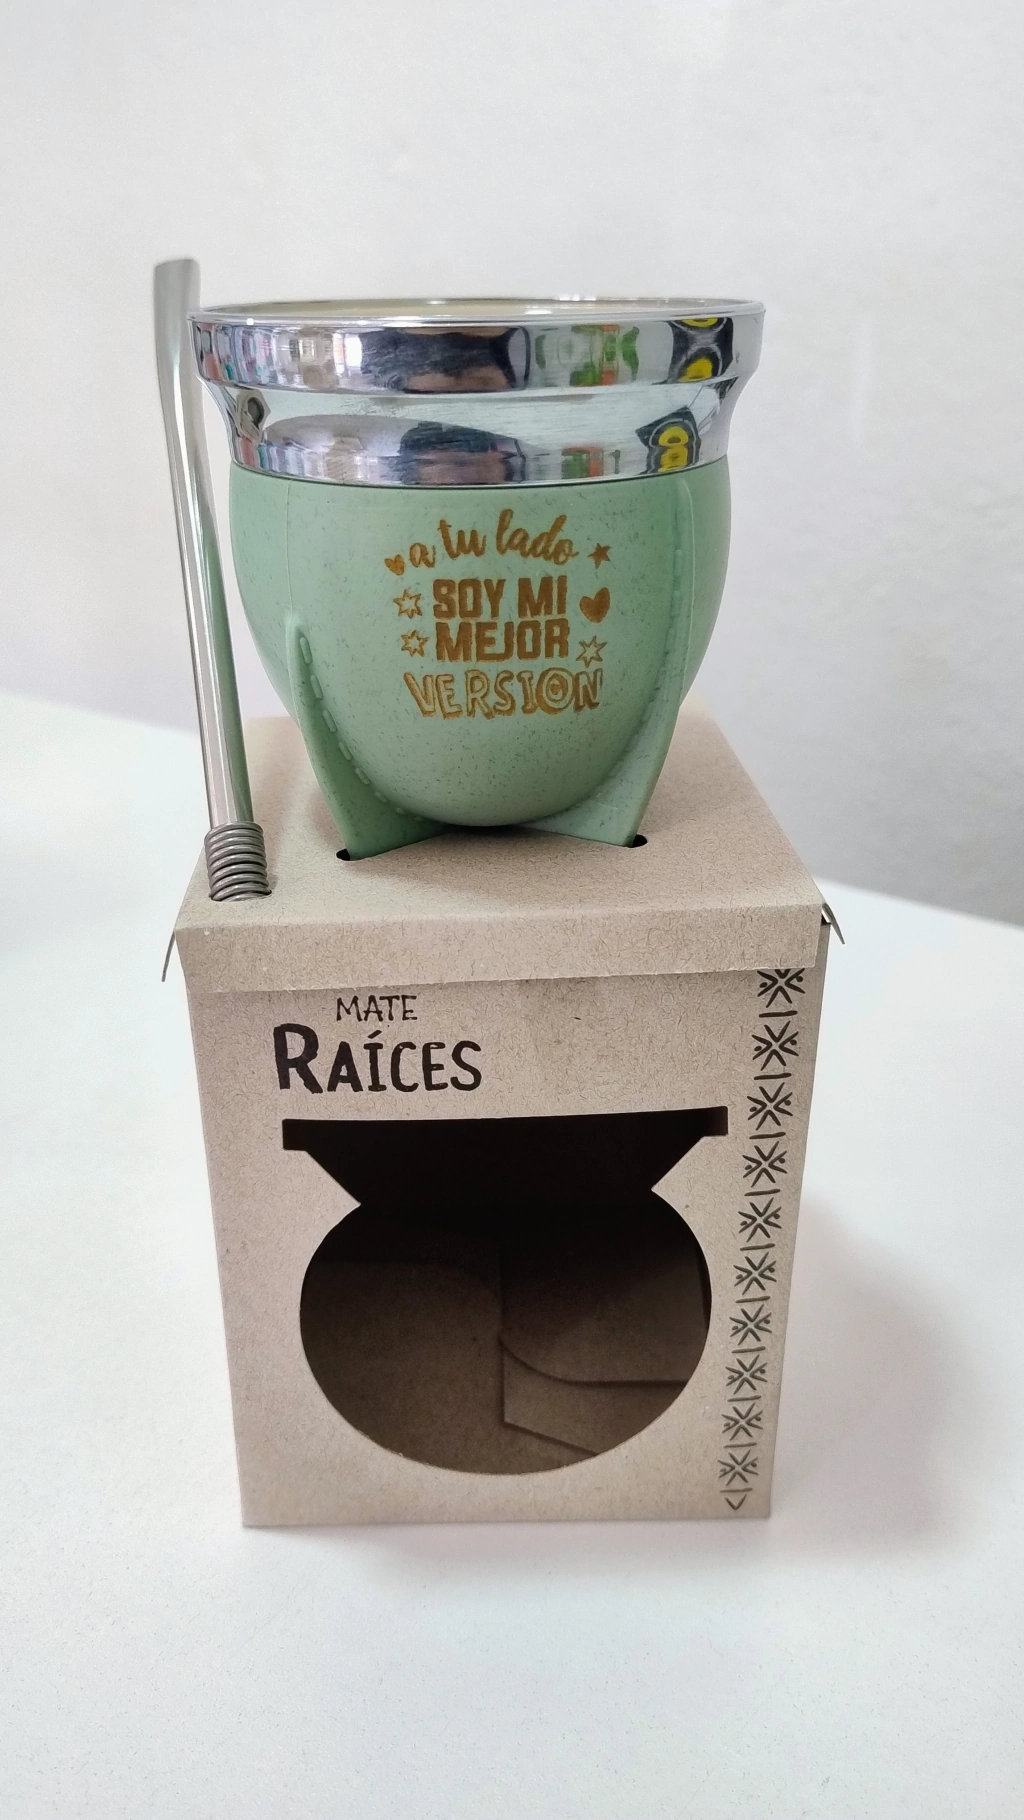 a tu lado
SOY MI
MEJOR
VERSION
MATE
RAÍCES